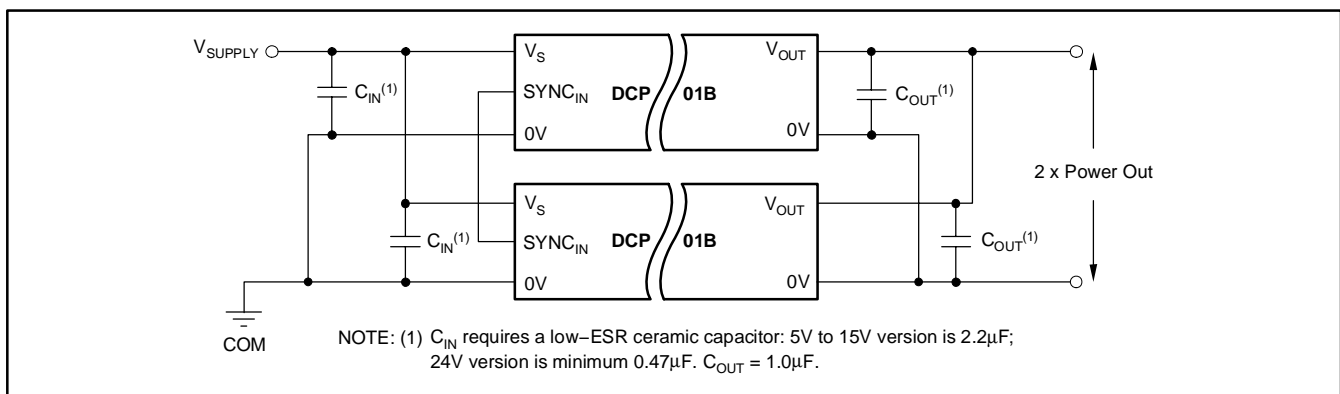 V_SUPPLY
C_IN(1)
V_S
SYNC_IN
0V
DCP 01B
V_OUT
0V
C_OUT(1)
2 x Power Out
C_IN(1)
V_S
SYNC_IN
0V
DCP 01B
V_OUT
0V
C_OUT(1)
COM
NOTE: (1) C_IN requires a low−ESR ceramic capacitor: 5V to 15V version is 2.2μF;
24V version is minimum 0.47μF. C_OUT = 1.0μF.